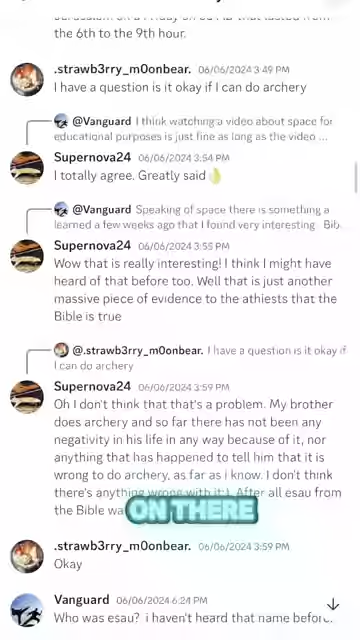 the 6th to the 9th hour.
.strawb3rry_m0onbear. 06/06/2024 3:49 PM
I have a question is it okay if I can do archery
@Vanguard I think watching a video about space for
educational purposes is just fine as long as the video ...
Supernova24 06/06/2024 3:54 PM
I totally agree. Greatly said👌
@Vanguard Speaking of space there is something a
learned a few weeks ago that I found very interesting Bib
Supernova24 06/06/2024 3:55 PM
Wow that is really interesting! I think I might have
heard of that before too. Well that is just another
massive piece of evidence to the athiests that the
Bible is true
@.strawb3rry_m0onbear. I have a question is it okay if
I can do archery
Supernova24 06/06/2024 3:59 PM
Oh I don't think that that's a problem. My brother
does archery and so far there has not been any
negativity in his life in any way because of it, nor
anything that has happened to tell him that it is
wrong to do archery, as far as i know. I don't think
there's anything wrong with it:). After all esau from
the Bible wa
ON THERE
.strawb3rry_m0onbear. 06/06/2024 3:59 PM
Okay
Vanguard 06/06/2024 6:24 PM
Who was esau? i haven't heard that name before.